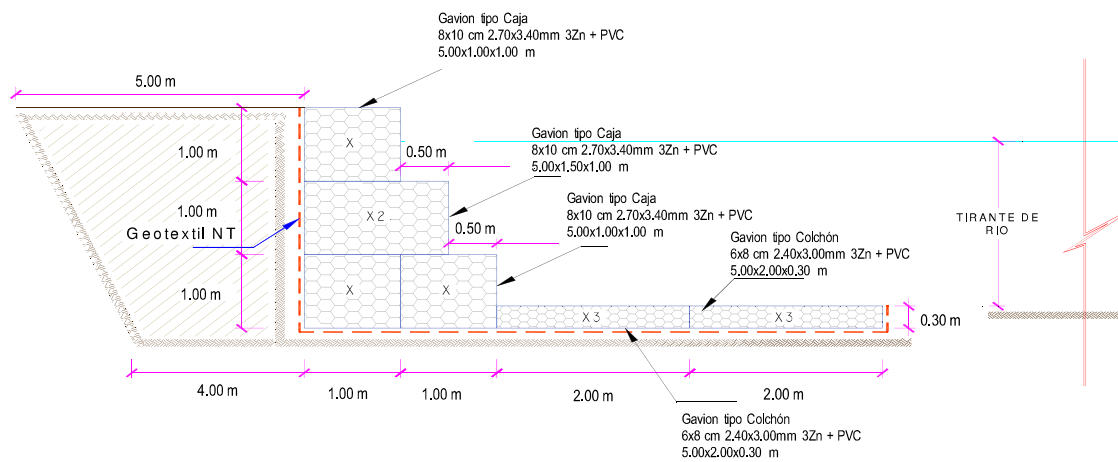 Gavion tipo Caja
8x10 cm 2.70x3.40mm 3Zn + PVC
5.00x1.00x1.00 m
5.00 m
Gavion tipo Caja
8x10 cm 2.70x3.40mm 3Zn + PVC
5.00x1.50x1.00 m
1.00 m
X
0.50 m
Gavion tipo Caja
8x10 cm 2.70x3.40mm 3Zn + PVC
5.00x1.00x1.00 m
1.00 m
X 2
Geotextil NT
0.50 m
TIRANTE DE
RIO
Gavion tipo Colchón
6x8 cm 2.40x3.00mm 3Zn + PVC
5.00x2.00x0.30 m
1.00 m
X
X
X 3
X 3
0.30 m
4.00 m
1.00 m
1.00 m
2.00 m
2.00 m
Gavion tipo Colchón
6x8 cm 2.40x3.00mm 3Zn + PVC
5.00x2.00x0.30 m